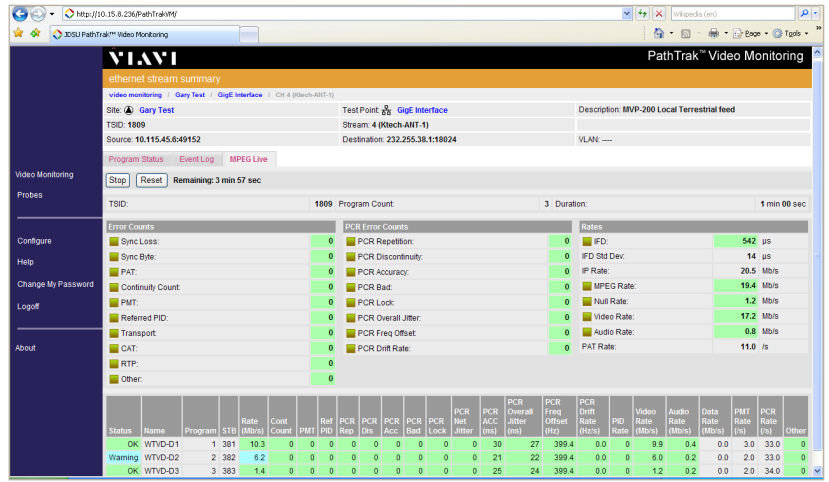 http://10.15.8.236/PathTrakVM/ Wikipedia (en)
JDSU PathTrak™ Video Monitoring Page Tools
VIAVI PathTrak™ Video Monitoring
ethernet stream summary
video monitoring / Gary Test / GigE Interface / CH 4 (Ktech-ANT-1)
Site: Gary Test Test Point: GigE Interface Description: MVP-200 Local Terrestrial feed
TSID: 1809 Stream: 4 (Ktech-ANT-1)
Source: 10.115.45.6:49152 Destination: 232.255.38.1:18024 VLAN: ----
Program Status Event Log MPEG Live
Video Monitoring
Probes
Configure
Help
Change My Password
Logoff
About
Stop Reset Remaining: 3 min 57 sec
TSID: 1809 Program Count: 3 Duration: 1 min 00 sec
Error Counts
Sync Loss: 0
Sync Byte: 0
PAT: 0
Continuity Count: 0
PMT: 0
Referred PID: 0
Transport: 0
CAT: 0
RTP: 0
Other: 0
PCR Error Counts
PCR Repetition: 0
PCR Discontinuity: 0
PCR Accuracy: 0
PCR Bad: 0
PCR Lock: 0
PCR Overall Jitter: 0
PCR Freq Offset: 0
PCR Drift Rate: 0
Rates
IFD: 542 µs
IFD Std Dev: 14 µs
IP Rate: 20.5 Mb/s
MPEG Rate: 19.4 Mb/s
Null Rate: 1.2 Mb/s
Video Rate: 17.2 Mb/s
Audio Rate: 0.8 Mb/s
PAT Rate: 11.0 /s
Status Name Program STB Rate (Mb/s) Cont Count PMT Ref PID PCR Rep PCR Dis PCR Acc PCR Bad PCR Lock PCR Net Jitter PCR ACC (ns) PCR Overall Jitter (ns) PCR Freq Offset (Hz) PCR Drift Rate (Hz/s) PID Rate Video Rate (Mb/s) Audio Rate (Mb/s) Data Rate (Mb/s) PMT Rate (/s) PCR Rate (/s) Other
OK WTVD-D1 1 381 10.3 0 0 0 0 0 0 0 0 0 30 27 399.4 0.0 0 9.9 0.4 0.0 3.0 33.0 0
Warning WTVD-D2 2 382 6.2 0 0 0 0 0 0 0 0 0 21 22 399.4 0.0 0 6.0 0.2 0.0 2.0 33.0 0
OK WTVD-D3 3 383 1.4 0 0 0 0 0 0 0 0 0 25 24 399.4 0.0 0 1.2 0.2 0.0 2.0 34.0 0